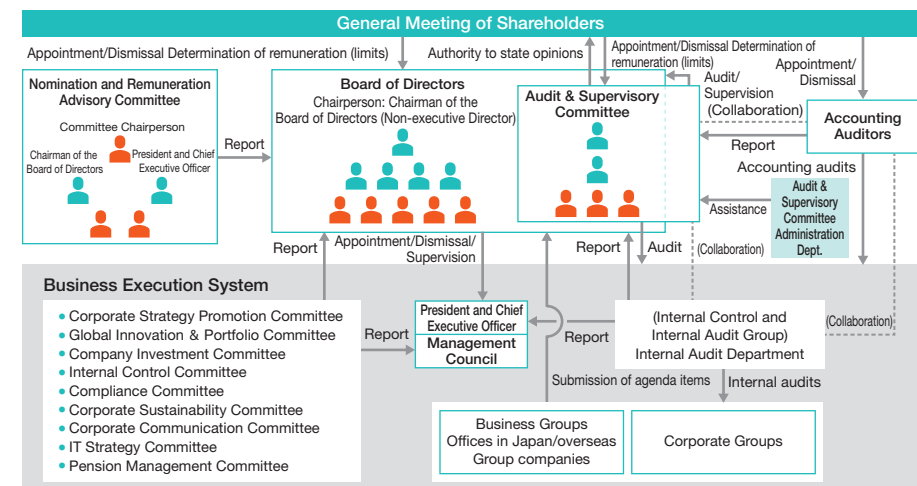 General Meeting of Shareholders
Appointment/Dismissal Determination of remuneration (limits)
Authority to state opinions
Appointment/Dismissal Determination of
remuneration (limits)
Audit/
Supervision
(Collaboration)
Appointment/
Dismissal
Nomination and Remuneration
Advisory Committee
Committee Chairperson
Chairman of the
Board of Directors
President and Chief
Executive Officer
Report
Board of Directors
Chairperson: Chairman of the
Board of Directors (Non-executive Director)
Audit & Supervisory
Committee
Accounting
Auditors
Report
Accounting audits
Assistance
Audit &
Supervisory
Committee
Administration
Dept.
Report
Appointment/Dismissal/
Supervision
Report
Audit
(Collaboration)
Business Execution System
Corporate Strategy Promotion Committee
Global Innovation & Portfolio Committee
Company Investment Committee
Internal Control Committee
Compliance Committee
Corporate Sustainability Committee
Corporate Communication Committee
IT Strategy Committee
Pension Management Committee
Report
President and Chief
Executive Officer
Management
Council
Report
(Internal Control and
Internal Audit Group)
Internal Audit Department
(Collaboration)
Submission of agenda items
Internal audits
Business Groups
Offices in Japan/overseas
Group companies
Corporate Groups